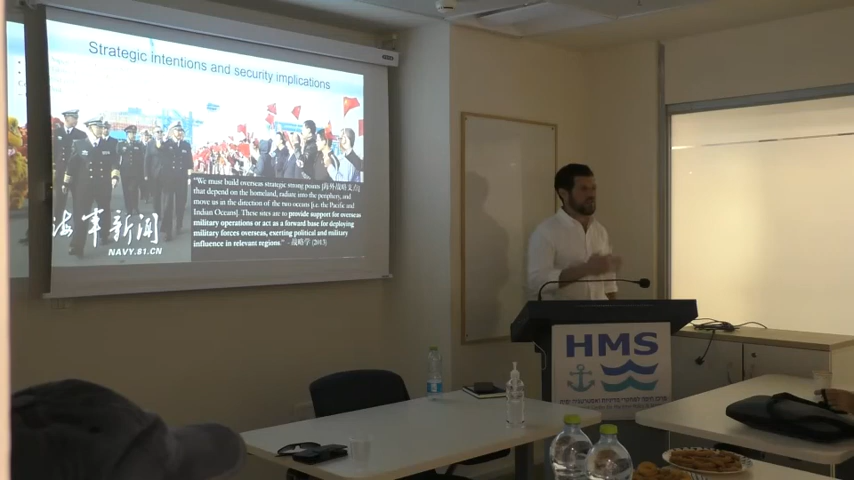 Strategic intentions and security implications
"We must build overseas strategic strong points [海外战略支点]
that depend on the homeland, radiate into the periphery, and
move us in the direction of the two oceans [i.e. the Pacific and
Indian Oceans]. These sites are to provide support for overseas
military operations or act as a forward base for deploying
military forces overseas, exerting political and military
influence in relevant regions." - 战略学 (2013)
海军新闻
NAVY.81.CN
HMS